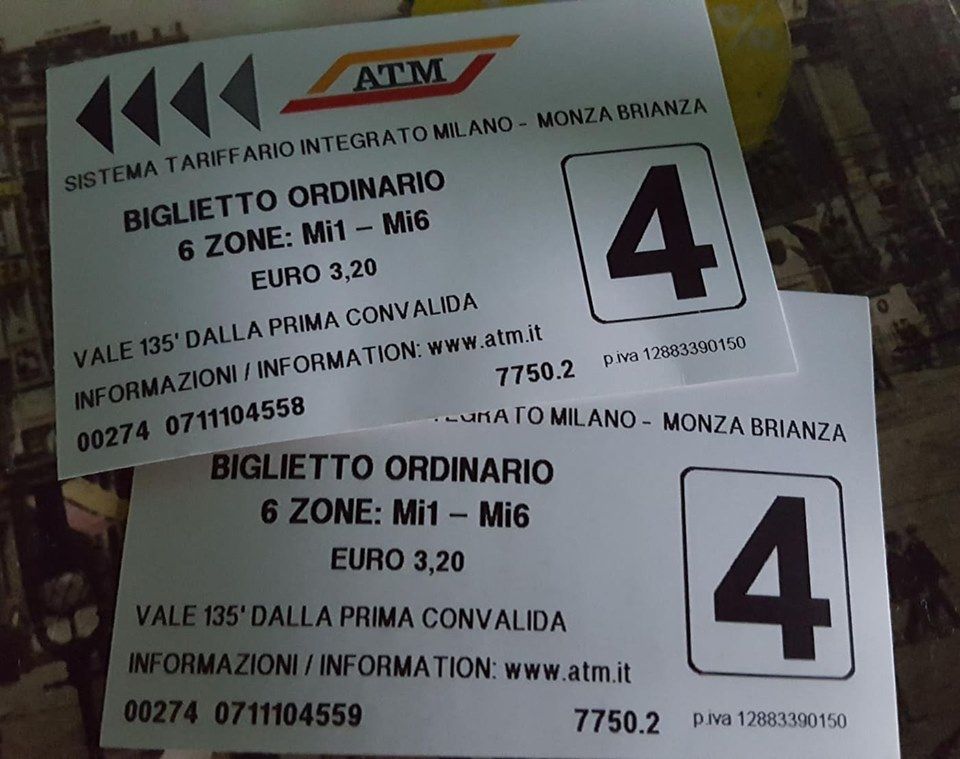 ATM
SISTEMA TARIFFARIO INTEGRATO MILANO - MONZA BRIANZA
BIGLIETTO ORDINARIO
6 ZONE: Mi1 – Mi6
EURO 3,20
4
VALE 135' DALLA PRIMA CONVALIDA
INFORMAZIONI / INFORMATION: www.atm.it
7750.2 p.iva 12883390150
00274 0711104558
MILANO - MONZA BRIANZA
BIGLIETTO ORDINARIO
6 ZONE: Mi1 – Mi6
EURO 3,20
4
VALE 135' DALLA PRIMA CONVALIDA
INFORMAZIONI / INFORMATION: www.atm.it
00274 0711104559 7750.2 p.iva 12883390150